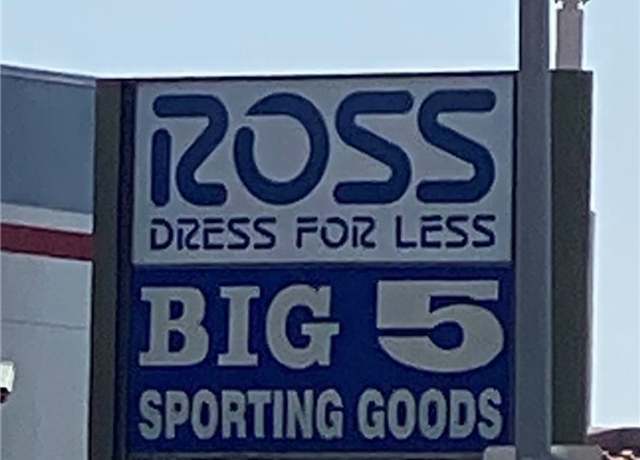 ROSS
DRESS FOR LESS
BIG 5
SPORTING GOODS